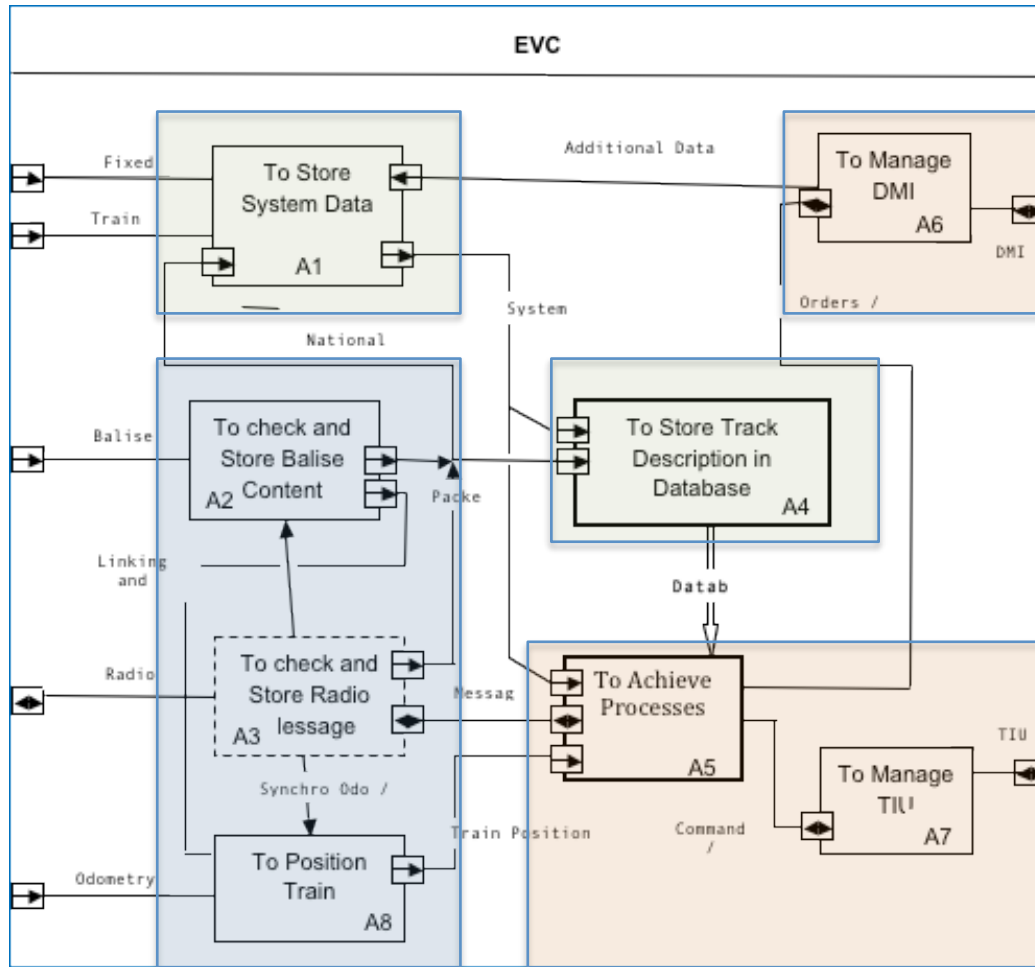 EVC
Fixed
Train
To Store
System Data
A1
Additional Data
To Manage
DMI
A6
DMI
Orders /
System
National
Balise
To check and
Store Balise
Content
A2
Packe
To Store Track
Description in
Database
A4
Linking
and
Datab
Radio
To check and
Store Radio
lessage
A3
Messag
To Achieve
Processes
A5
TIU
To Manage
TIU
A7
Synchro Odo /
Train Position
Command
/
Odometry
To Position
Train
A8